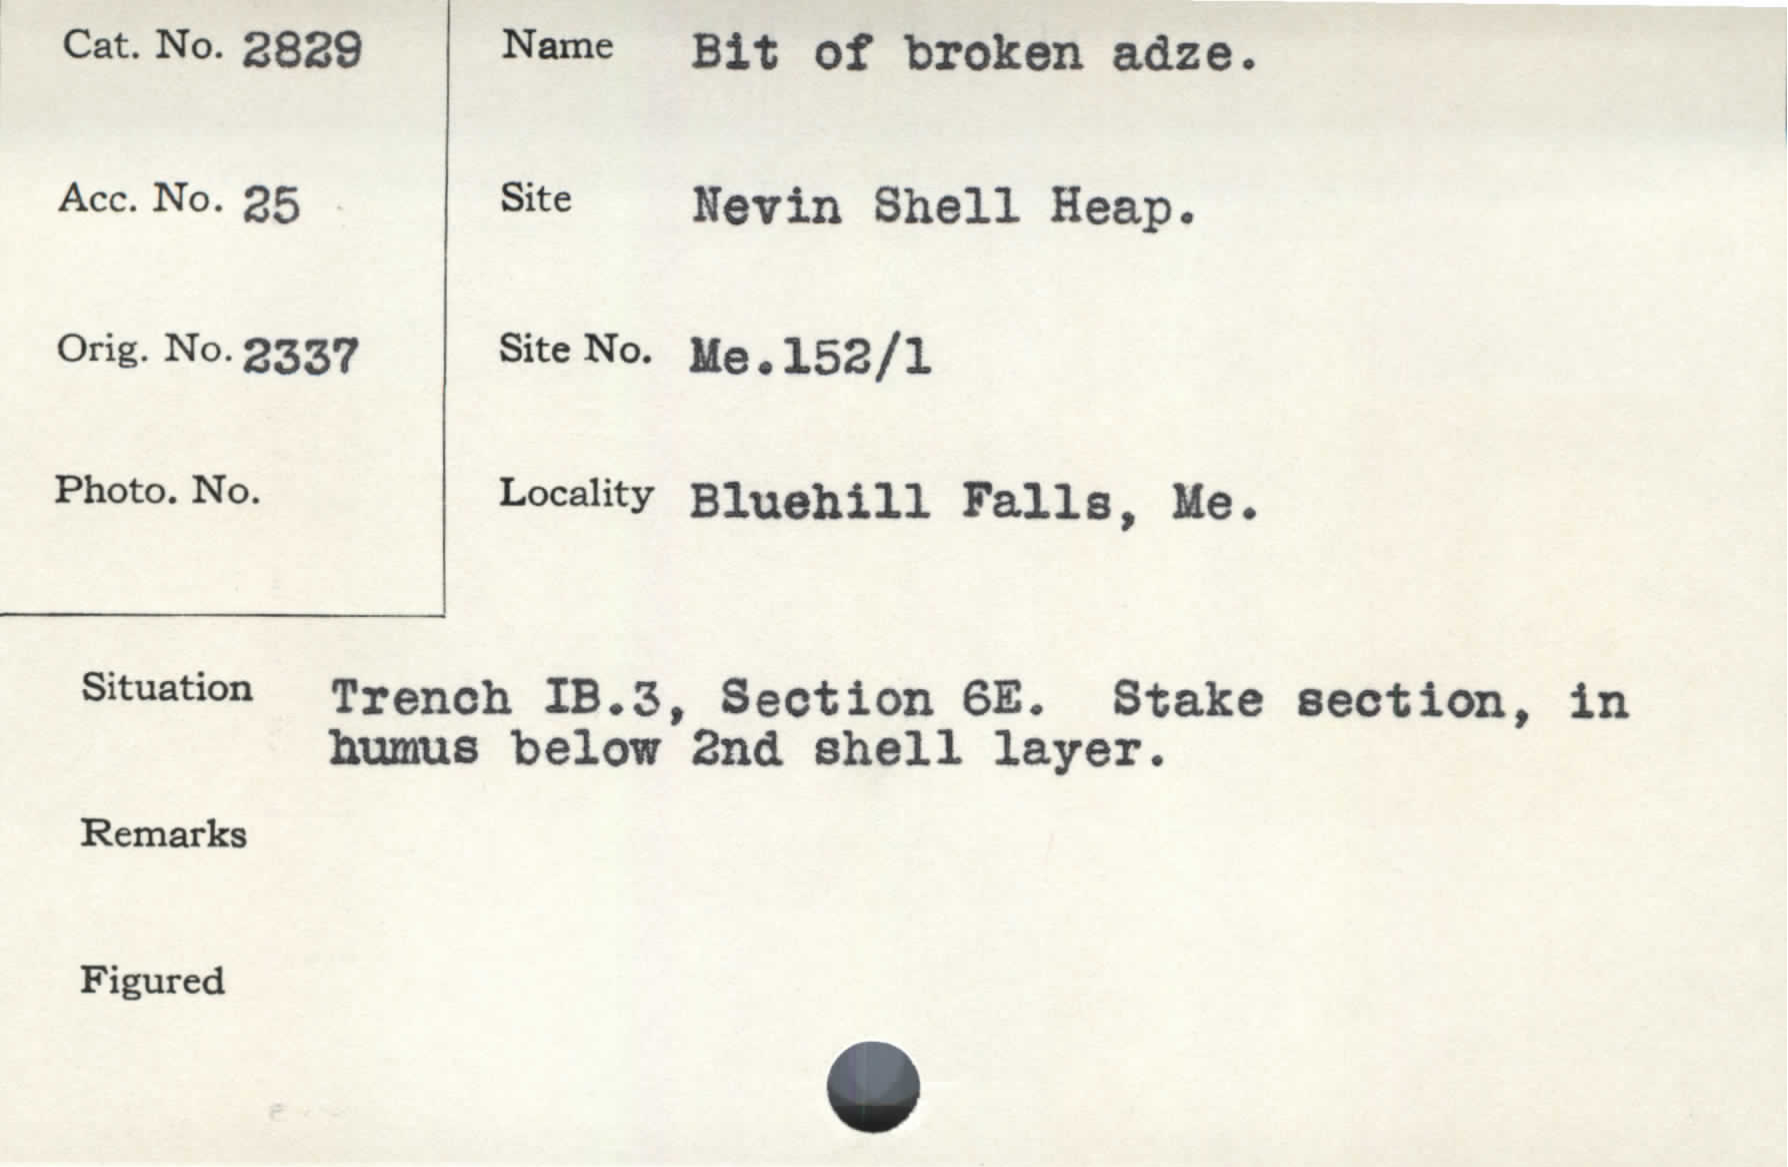 Cat. No. 2829
Name Bit of broken adze.
Acc. No. 25
Site Nevin Shell Heap.
Orig. No. 2337
Site No. Me.152/1
Photo. No.
Locality Bluehill Falls, Me.
Situation Trench IB.3, Section 6E. Stake section, in
humus below 2nd shell layer.
Remarks
Figured